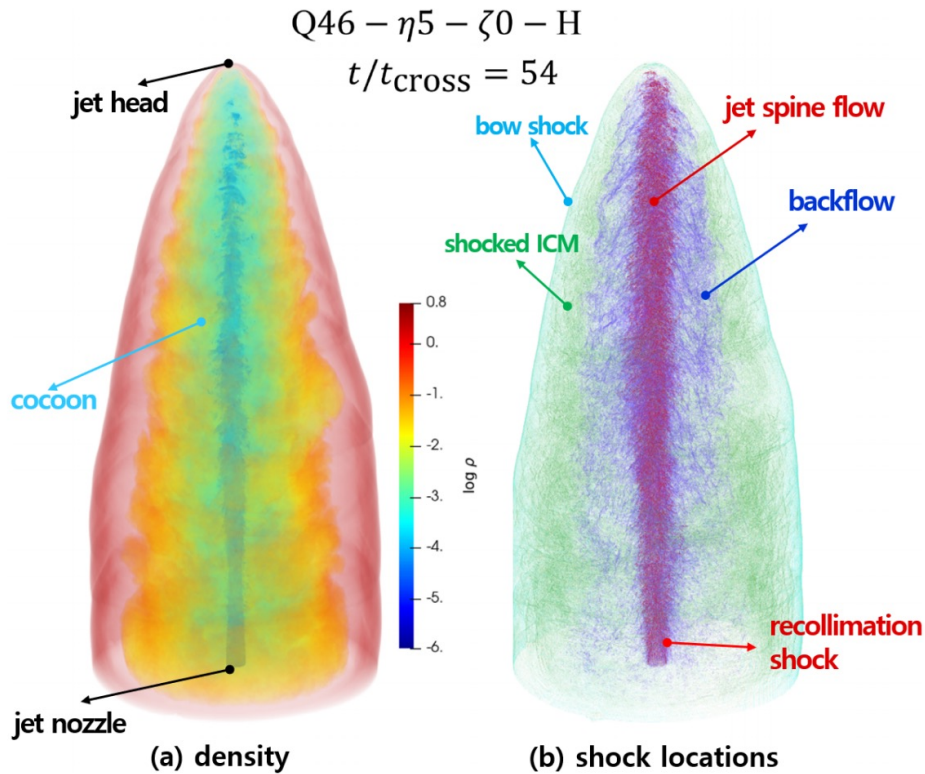 Q46 − η5 − ζ0 − H
t/t_cross = 54
jet head
cocoon
jet nozzle
0.8
0.
-1.
-2.
-3.
-4.
-5.
-6.
log ρ
(a) density
bow shock
jet spine flow
backflow
shocked ICM
recollimation
shock
(b) shock locations